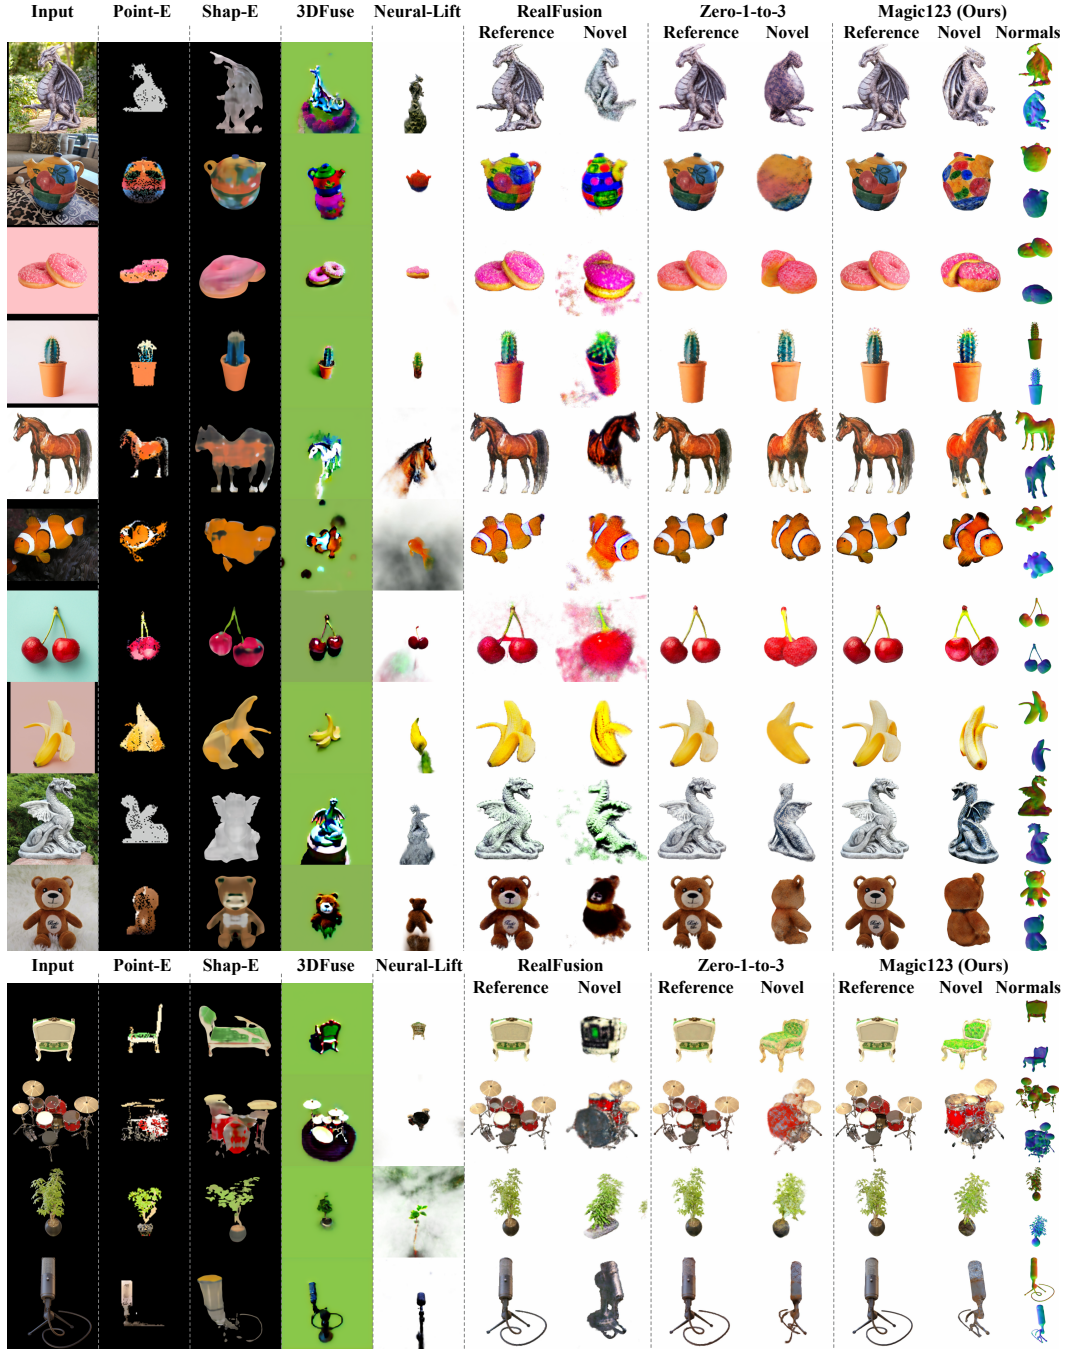 Input Point-E Shap-E 3DFuse Neural-Lift RealFusion Zero-1-to-3 Magic123 (Ours)
Reference Novel Reference Novel Reference Novel Normals
Input Point-E Shap-E 3DFuse Neural-Lift RealFusion Zero-1-to-3 Magic123 (Ours)
Reference Novel Reference Novel Reference Novel Normals